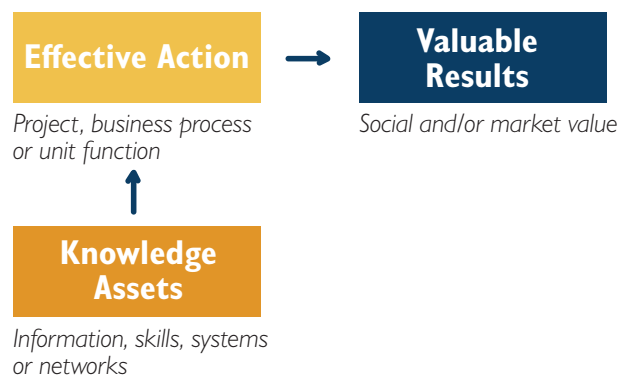 Effective Action
Project, business process
or unit function
Valuable
Results
Social and/or market value
Knowledge
Assets
Information, skills, systems
or networks